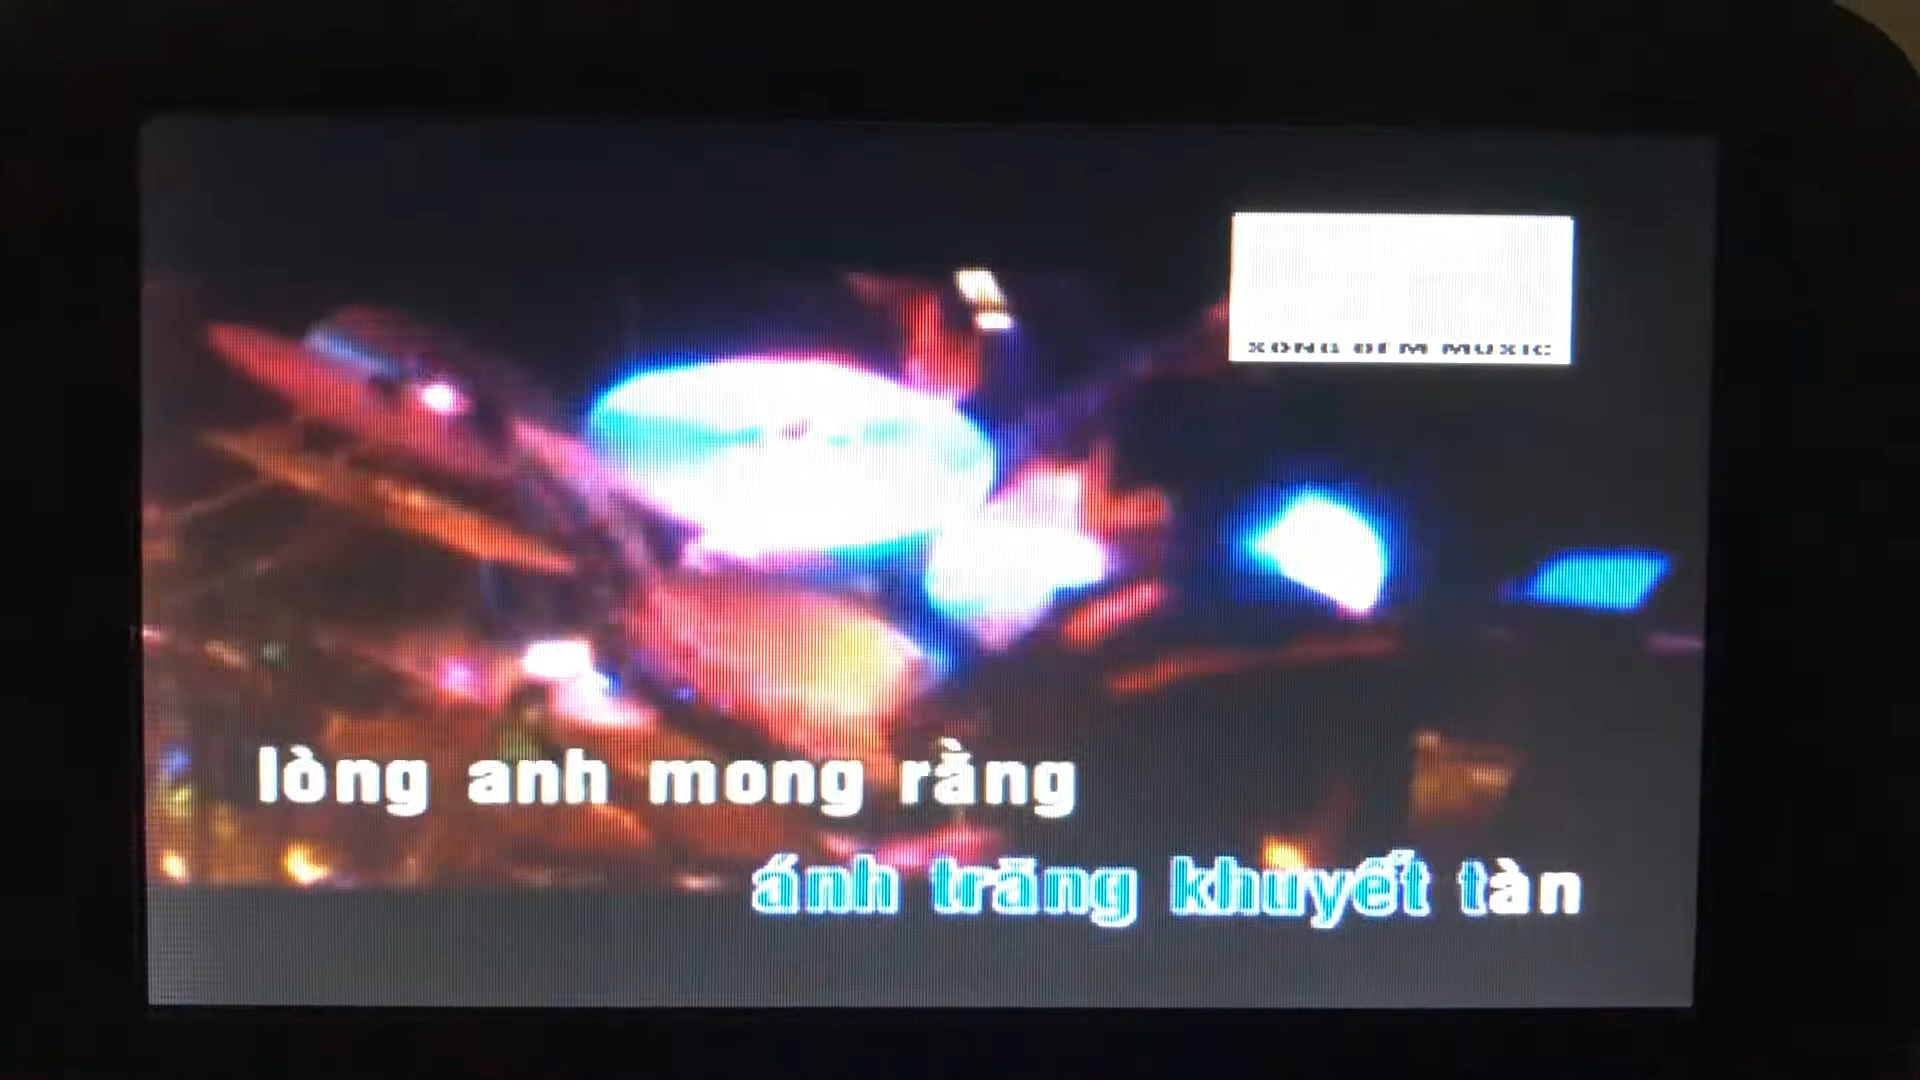 lòng anh mong rằng
ánh trăng khuyết tàn